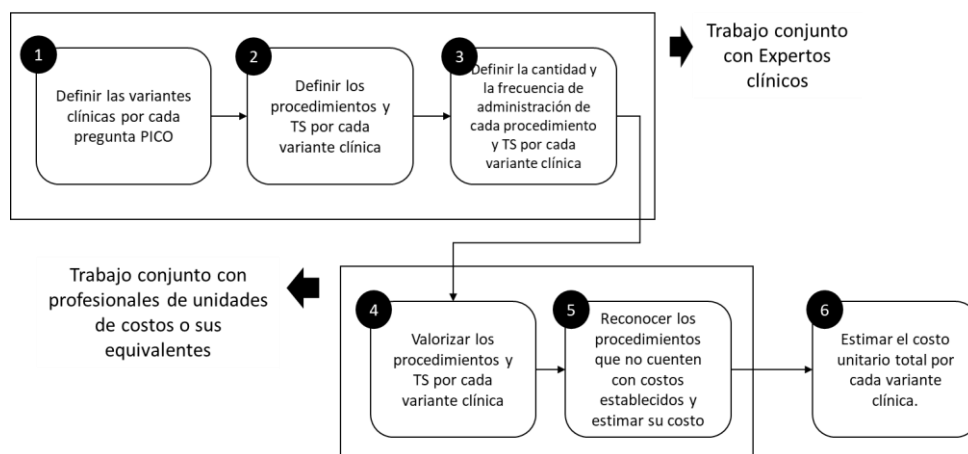 1
Definir las variantes
clínicas por cada
pregunta PICO
2
Definir los
procedimientos y
TS por cada
variante clínica
3
Definir la cantidad y
la frecuencia de
administración de
cada procedimiento
y TS por cada
variante clínica
Trabajo conjunto
con Expertos
clínicos
Trabajo conjunto con
profesionales de unidades
de costos o sus
equivalentes
4
Valorizar los
procedimientos y
TS por cada
variante clínica
5
Reconocer los
procedimientos
que no cuenten
con costos
establecidos y
estimar su costo
6
Estimar el costo
unitario total por
cada variante
clínica.